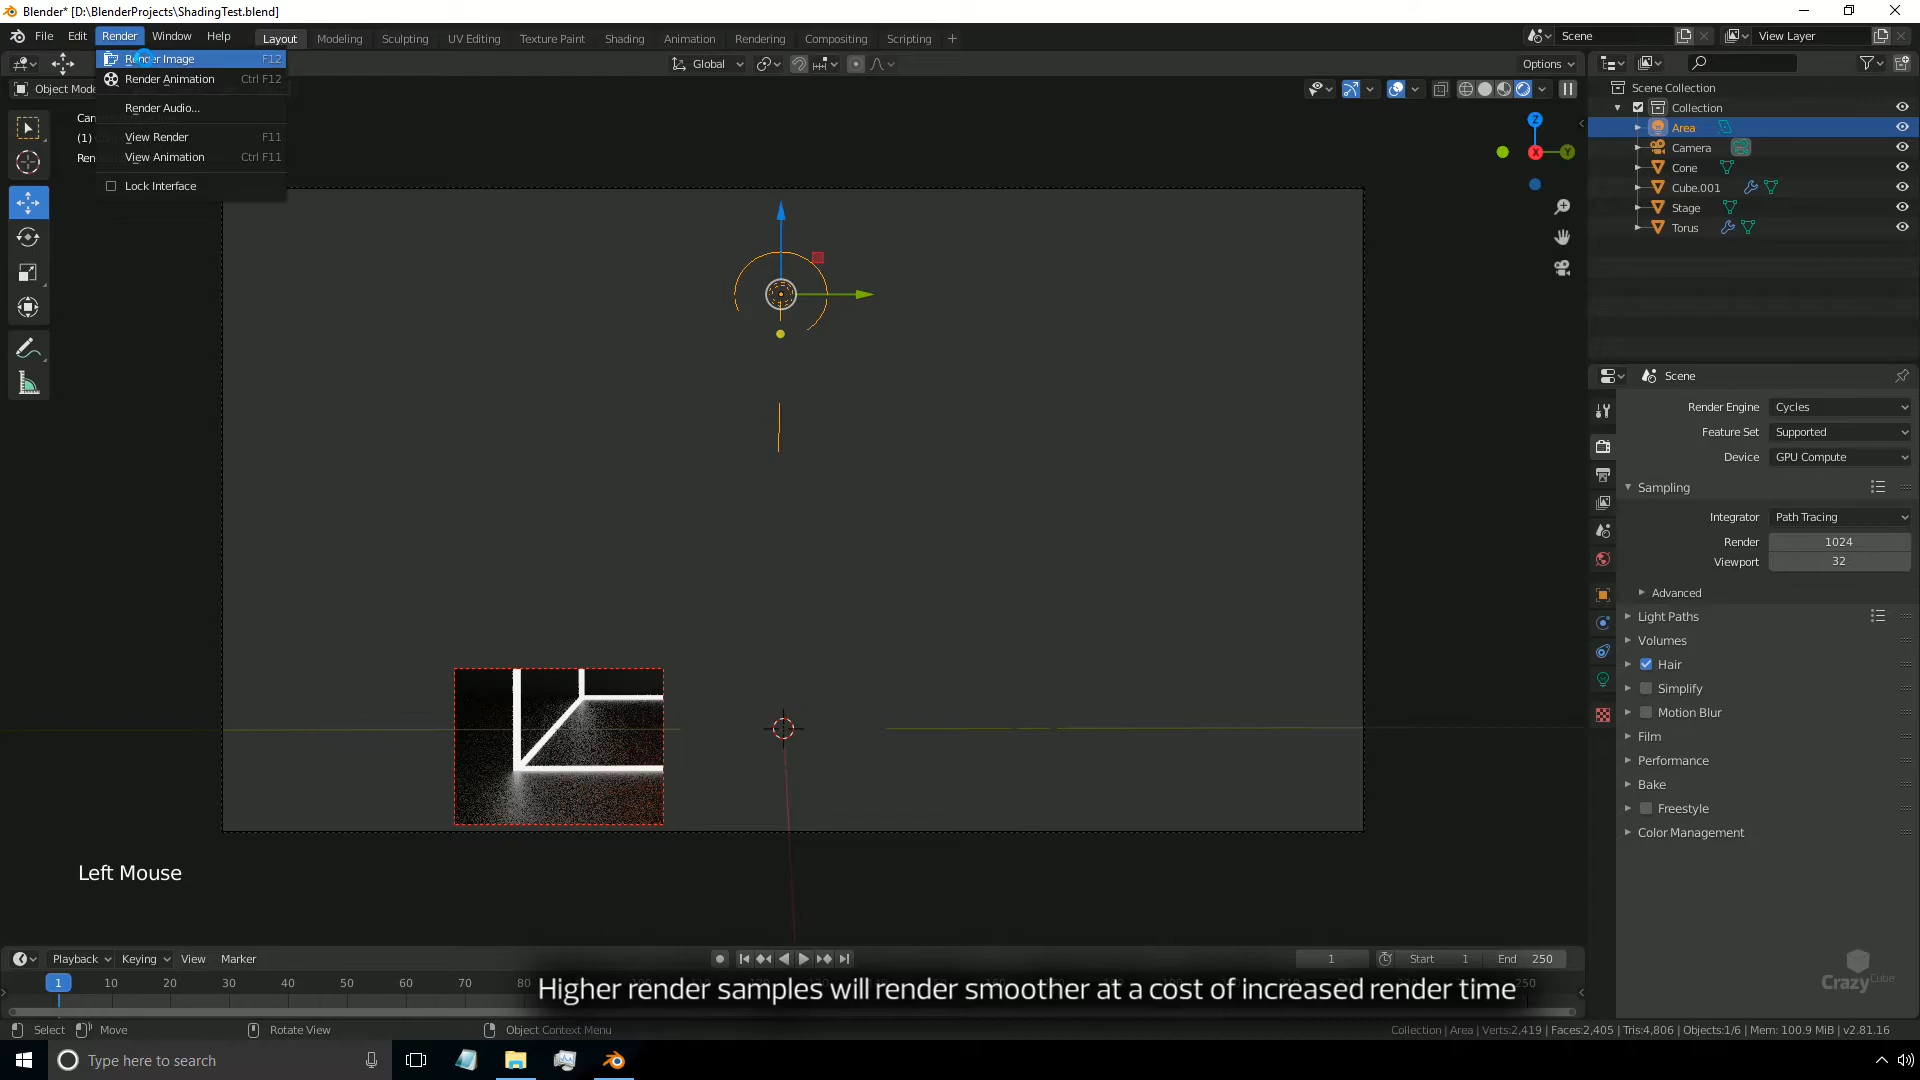 Blender* [D:\BlenderProjects\ShadingTest.blend]
File Edit Render Window Help
Layout Modeling Sculpting UV Editing Texture Paint Shading Animation Rendering Compositing Scripting
Scene
View Layer
Render Image F12
Render Animation Ctrl F12
Render Audio...
View Render F11
View Animation Ctrl F11
Lock Interface
Global
Options
Object Mode
(1)
Z
X
Y
Scene Collection
Collection
Area
Camera
Cone
Cube.001
Stage
Torus
Scene
Render Engine Cycles
Feature Set Supported
Device GPU Compute
Sampling
Integrator Path Tracing
Render 1024
Viewport 32
Advanced
Light Paths
Volumes
Hair
Simplify
Motion Blur
Film
Performance
Bake
Freestyle
Color Management
Left Mouse
Playback Keying View Marker
1 Start 1 End 250
1 10 20 30 40 50 60 70 80 250
Higher render samples will render smoother at a cost of increased render time
CrazyCube
Select Move Rotate View Object Context Menu
Collection | Area | Verts:2,419 | Faces:2,405 | Tris:4,806 | Objects:1/6 | Mem: 100.9 MiB | v2.81.16
Type here to search